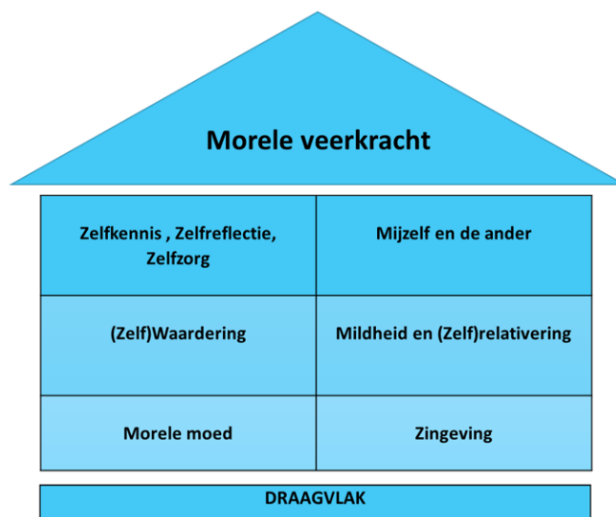 Morele veerkracht
Zelfkennis , Zelfreflectie,
Zelfzorg
Mijzelf en de ander
(Zelf)Waardering
Mildheid en (Zelf)relativering
Morele moed
Zingeving
DRAAGVLAK